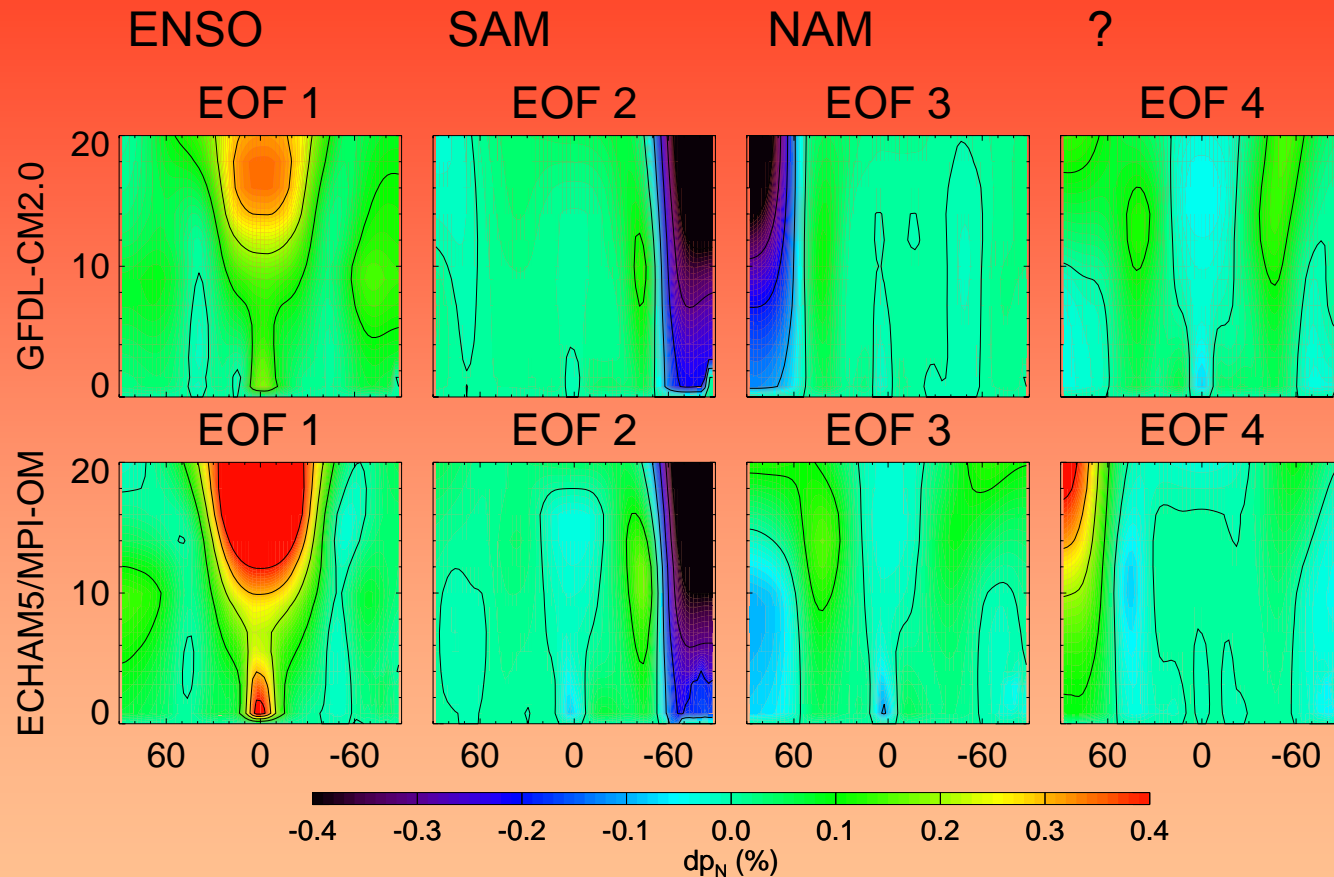 ENSO SAM NAM ?
EOF 1 EOF 2 EOF 3 EOF 4
GFDL-CM2.0
20
10
0
EOF 1 EOF 2 EOF 3 EOF 4
ECHAM5/MPI-OM
20
10
0
60 0 -60 60 0 -60 60 0 -60 60 0 -60
-0.4 -0.3 -0.2 -0.1 0.0 0.1 0.2 0.3 0.4
dpN (%)